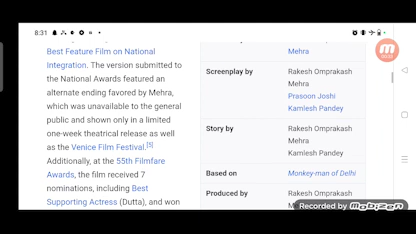 8:31
Best Feature Film on National
Integration. The version submitted to
the National Awards featured an
alternate ending favored by Mehra,
which was unavailable to the general
public and shown only in a limited
one-week theatrical release as well
as the Venice Film Festival.[5]
Additionally, at the 55th Filmfare
Awards, the film received 7
nominations, including Best
Supporting Actress (Dutta), and won
Mehra
Screenplay by
Rakesh Omprakash
Mehra
Prasoon Joshi
Kamlesh Pandey
Story by
Rakesh Omprakash
Mehra
Kamlesh Pandey
Based on
Monkey-man of Delhi
Produced by
Rakesh Omprakash
Mehra
Recorded by Mobizen